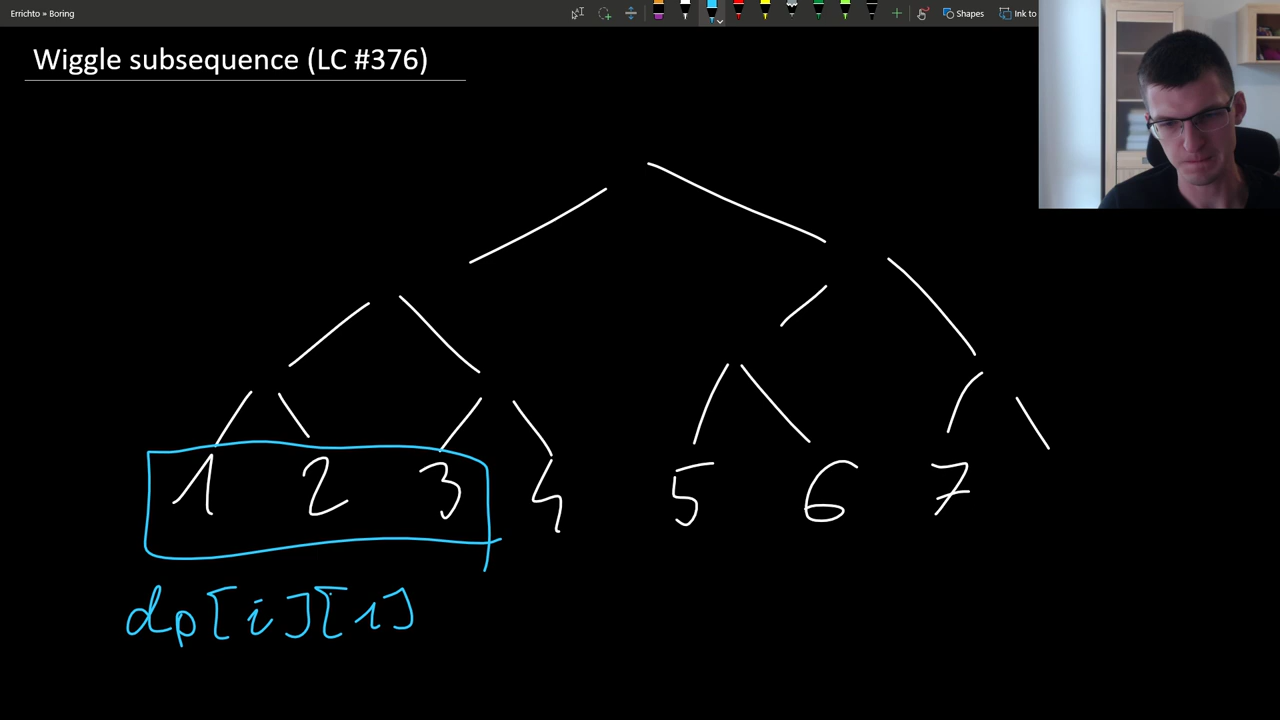 Errichto » Boring
Shapes
Ink to
Wiggle subsequence (LC #376)
1 2 3 4 5 6 7
dp[i][1]